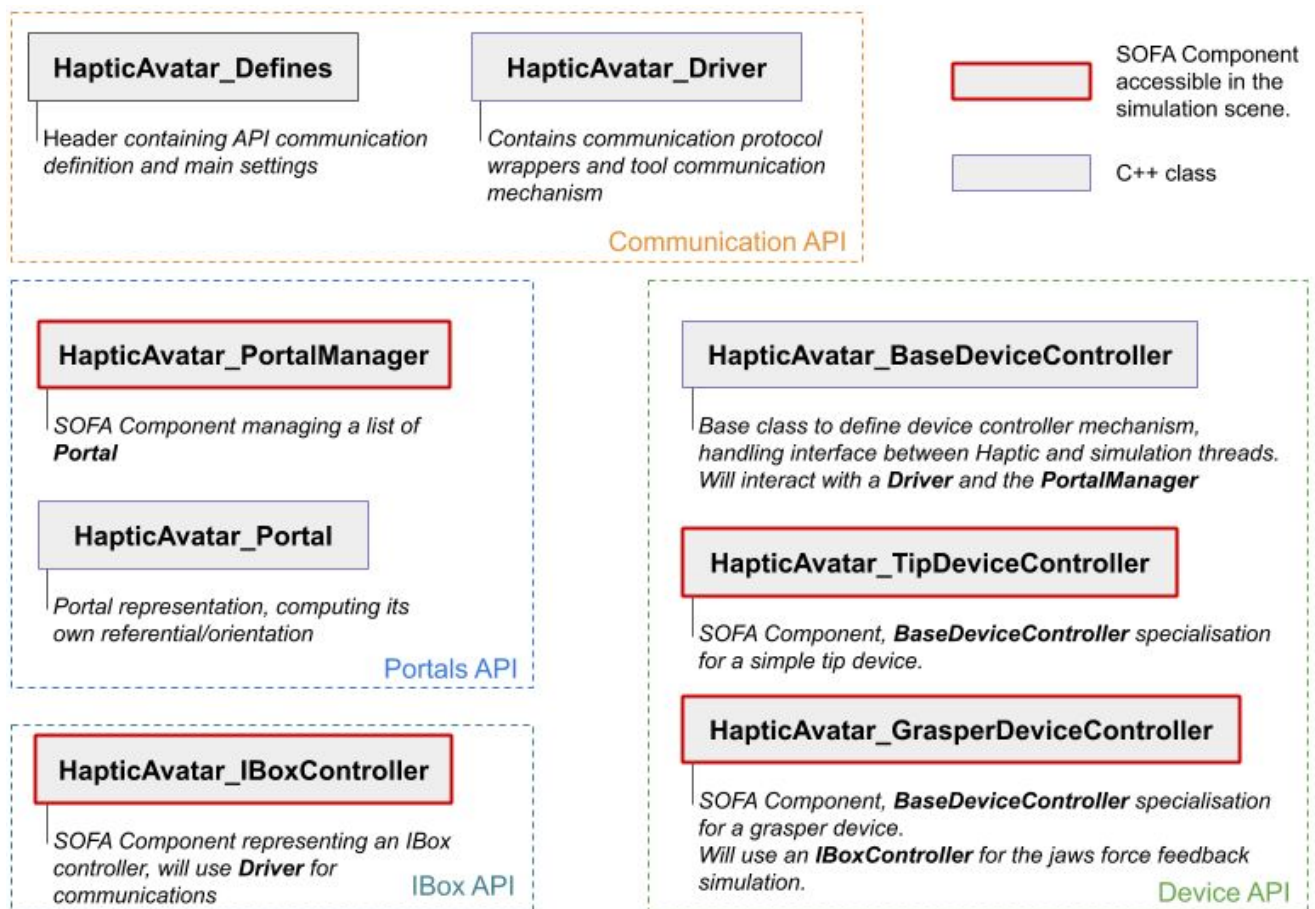 HapticAvatar_Defines
Header containing API communication
definition and main settings
HapticAvatar_Driver
Contains communication protocol
wrappers and tool communication
mechanism
Communication API
SOFA Component
accessible in the
simulation scene.
C++ class
HapticAvatar_PortalManager
SOFA Component managing a list of
Portal
HapticAvatar_Portal
Portal representation, computing its
own referential/orientation
Portals API
HapticAvatar_IBoxController
SOFA Component representing an IBox
controller, will use Driver for
communications
IBox API
HapticAvatar_BaseDeviceController
Base class to define device controller mechanism,
handling interface between Haptic and simulation threads.
Will interact with a Driver and the PortalManager
HapticAvatar_TipDeviceController
SOFA Component, BaseDeviceController specialisation
for a simple tip device.
HapticAvatar_GrasperDeviceController
SOFA Component, BaseDeviceController specialisation
for a grasper device.
Will use an IBoxController for the jaws force feedback
simulation.
Device API